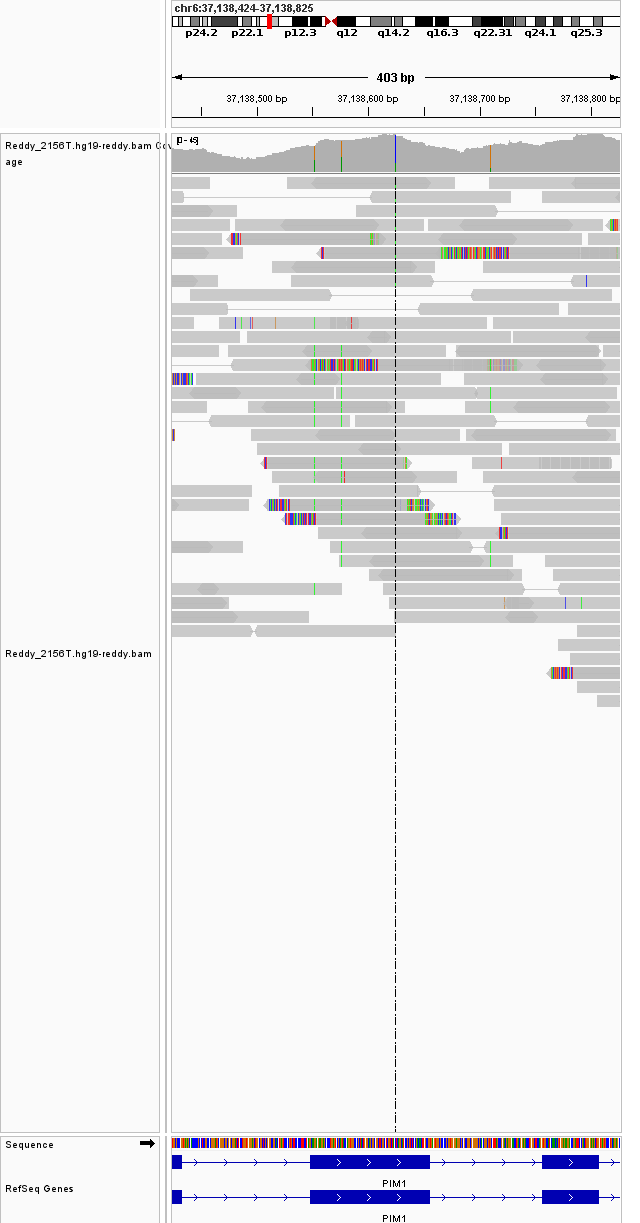 chr6:37,138,424-37,138,825
p24.2 p22.1 p12.3 q12 q14.2 q16.3 q22.31 q24.1 q25.3
403 bp
37,138,500 bp 37,138,600 bp 37,138,700 bp 37,138,800 bp
Reddy_2156T.hg19-reddy.bam Cov
age
Reddy_2156T.hg19-reddy.bam
Sequence
PIM1
RefSeq Genes
PIM1